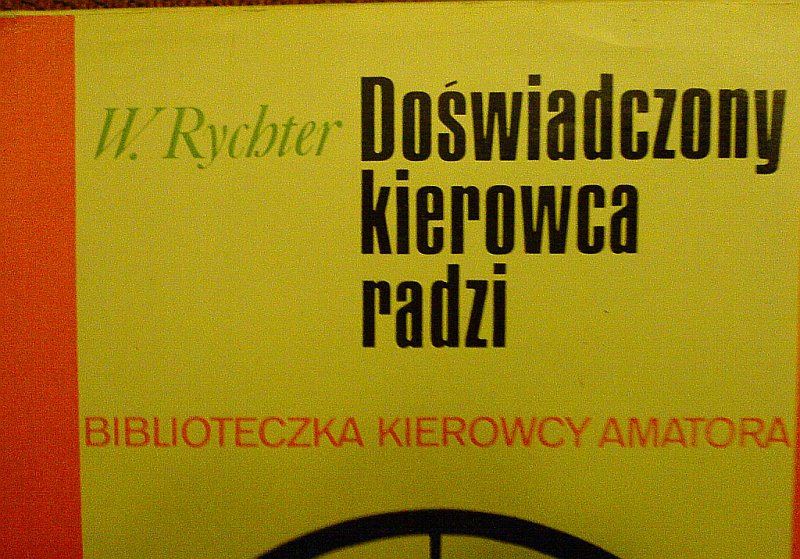 W. Rychter
Doświadczony
kierowca
radzi
BIBLIOTECZKA KIEROWCY AMATORA